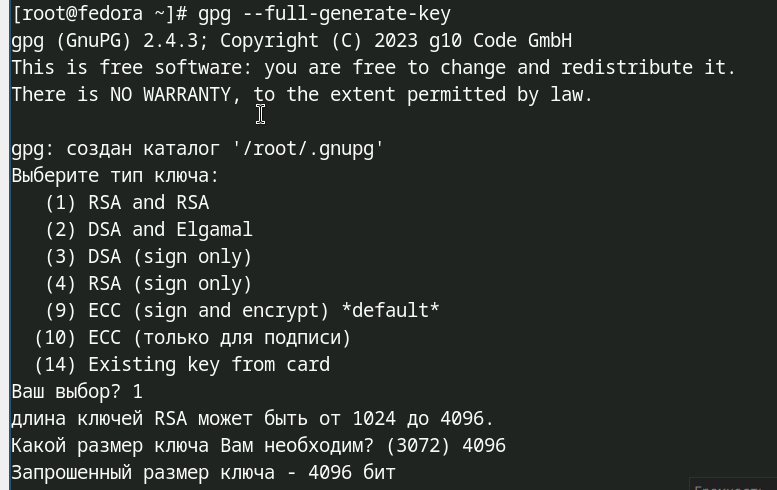 [root@fedora ~]# gpg --full-generate-key
gpg (GnuPG) 2.4.3; Copyright (C) 2023 g10 Code GmbH
This is free software: you are free to change and redistribute it.
There is NO WARRANTY, to the extent permitted by law.
gpg: создан каталог '/root/.gnupg'
Выберите тип ключа:
(1) RSA and RSA
(2) DSA and Elgamal
(3) DSA (sign only)
(4) RSA (sign only)
(9) ECC (sign and encrypt) *default*
(10) ECC (только для подписи)
(14) Existing key from card
Ваш выбор? 1
длина ключей RSA может быть от 1024 до 4096.
Какой размер ключа Вам необходим? (3072) 4096
Запрошенный размер ключа - 4096 бит